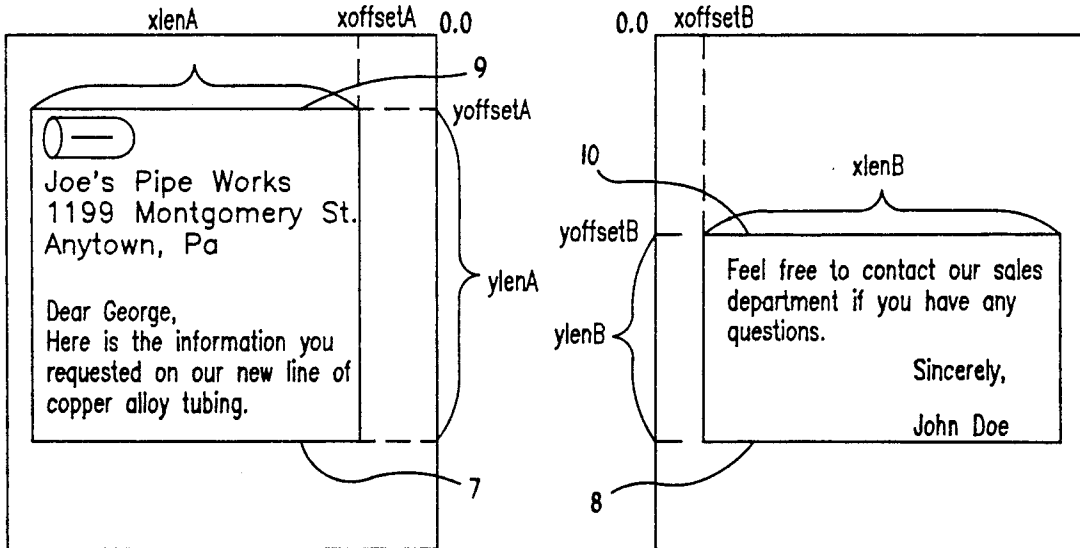 xlenA
xoffsetA
0.0
9
yoffsetA
Joe's Pipe Works
1199 Montgomery St.
Anytown, Pa
ylenA
Dear George,
Here is the information you
requested on our new line of
copper alloy tubing.
7
0.0
xoffsetB
10
xlenB
yoffsetB
Feel free to contact our sales
department if you have any
questions.
ylenB
Sincerely,
John Doe
8